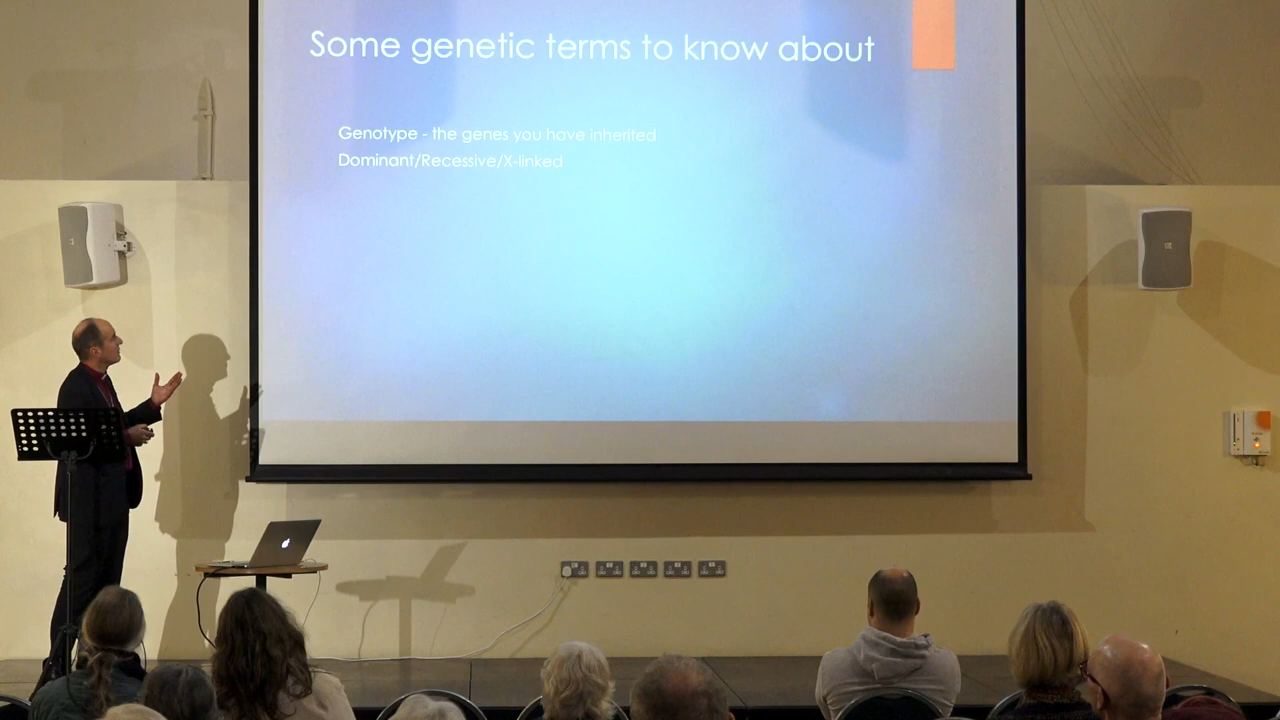 Some genetic terms to know about
Genotype - the genes you have inherited
Dominant/Recessive/X-linked